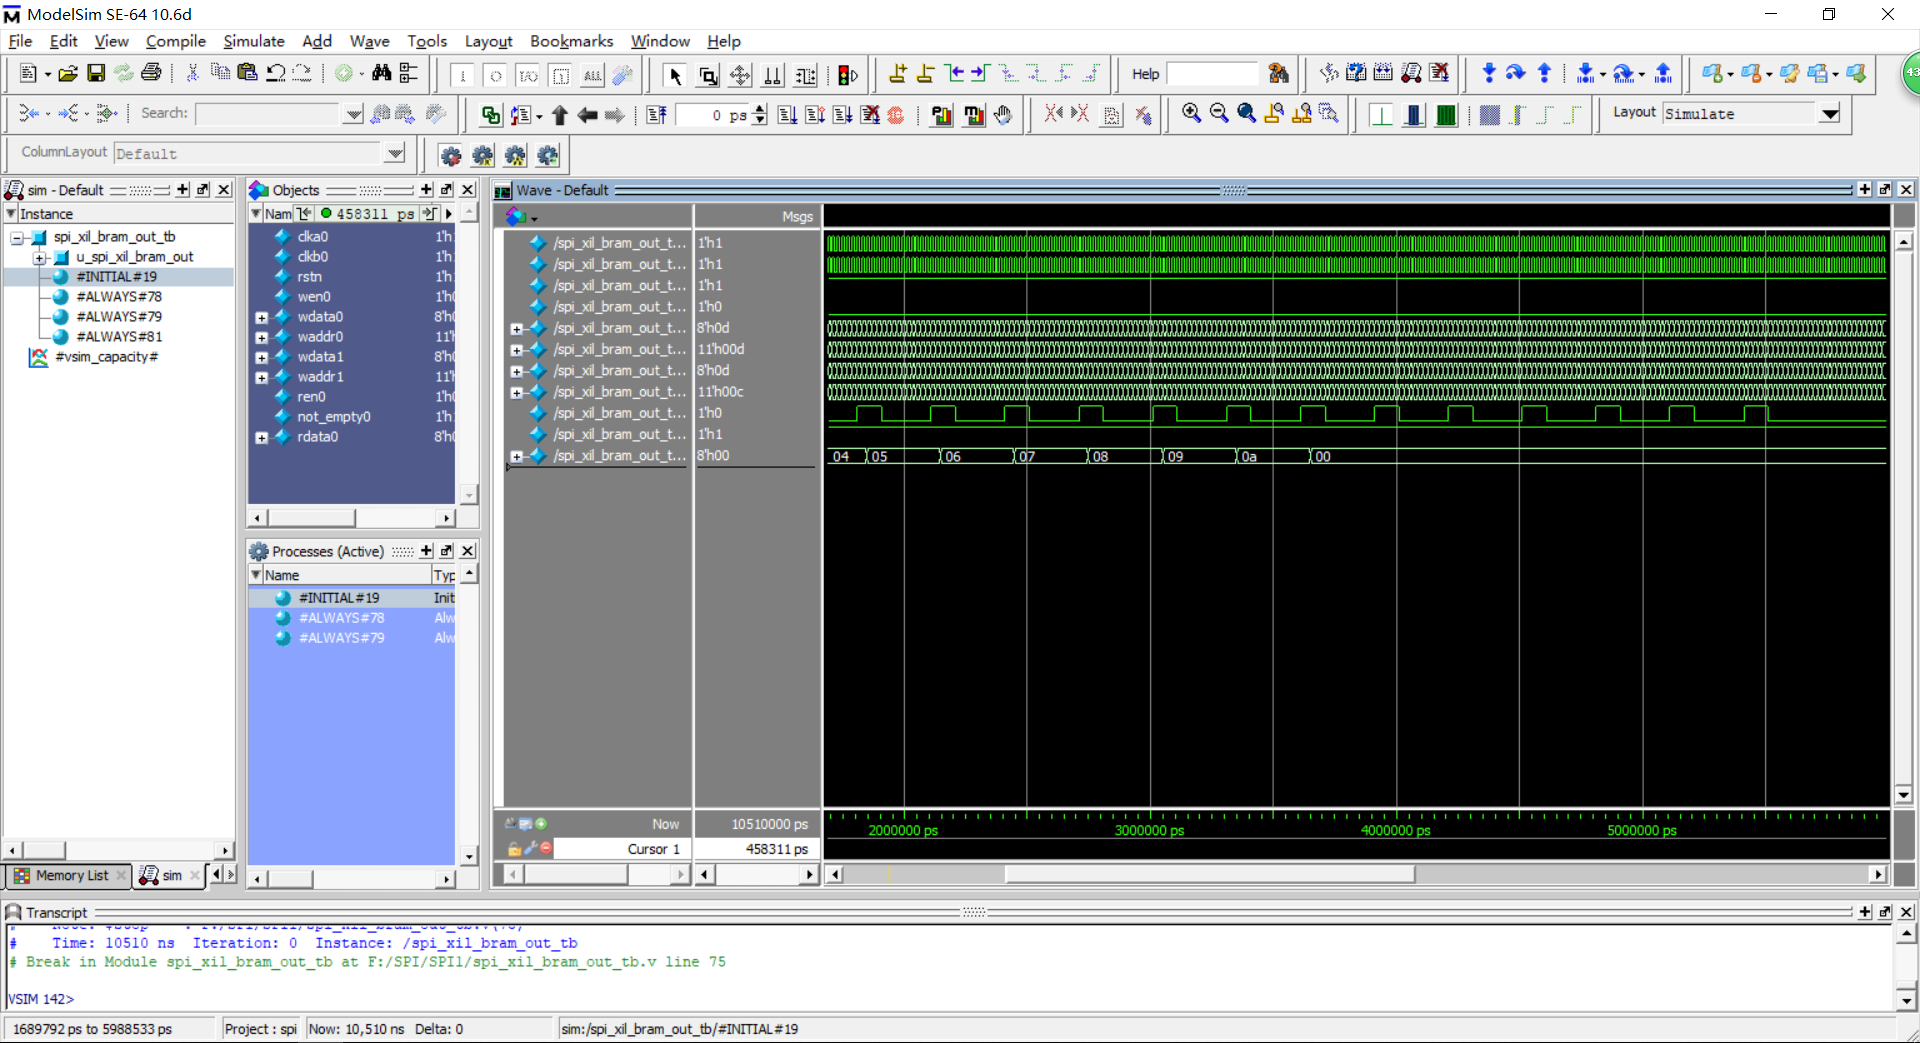 ModelSim SE-64 10.6d
File Edit View Compile Simulate Add Wave Tools Layout Bookmarks Window Help
Help
43
Search:
0 ps
Layout Simulate
ColumnLayout Default
sim - Default
Instance
spi_xil_bram_out_tb
u_spi_xil_bram_out
#INITIAL#19
#ALWAYS#78
#ALWAYS#79
#ALWAYS#81
#vsim_capacity#
Memory List
sim
Objects
Nam 458311 ps
clka0 1'h
clkb0 1'h
rstn 1'h
wen0 1'h
wdata0 8'h
waddr0 11'
wdata1 8'h
waddr1 11'
ren0 1'h
not_empty0 1'h
rdata0 8'h
Processes (Active)
Name Typ
#INITIAL#19 Init
#ALWAYS#78 Alw
#ALWAYS#79 Alw
Wave - Default
Msgs
/spi_xil_bram_out_t... 1'h1
/spi_xil_bram_out_t... 1'h1
/spi_xil_bram_out_t... 1'h1
/spi_xil_bram_out_t... 1'h0
/spi_xil_bram_out_t... 8'h0d
/spi_xil_bram_out_t... 11'h00d
/spi_xil_bram_out_t... 8'h0d
/spi_xil_bram_out_t... 11'h00c
/spi_xil_bram_out_t... 1'h0
/spi_xil_bram_out_t... 1'h1
/spi_xil_bram_out_t... 8'h00 04 05 06 07 08 09 0a 00
Now 10510000 ps 2000000 ps 3000000 ps 4000000 ps 5000000 ps
Cursor 1 458311 ps
Transcript
# Time: 10510 ns Iteration: 0 Instance: /spi_xil_bram_out_tb
# Break in Module spi_xil_bram_out_tb at F:/SPI/SPI1/spi_xil_bram_out_tb.v line 75
VSIM 142>
1689792 ps to 5988533 ps Project : spi Now: 10,510 ns Delta: 0 sim:/spi_xil_bram_out_tb/#INITIAL#19